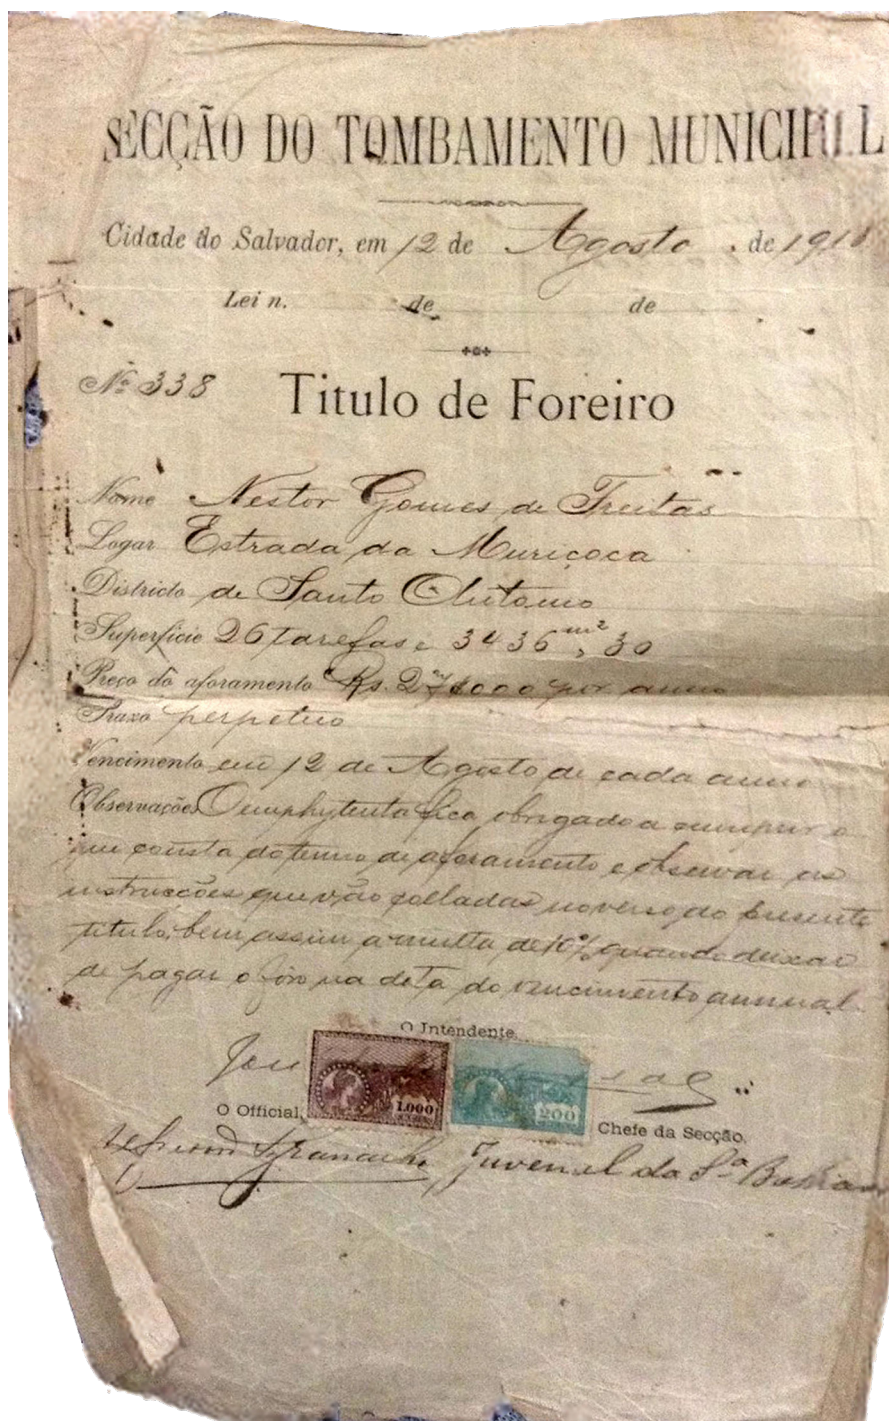 SECÇÃO DO TOMBAMENTO MUNICIPAL
Cidade do Salvador, em 12 de Agosto de 1918
Lei n. de de
Nº 338
Titulo de Foreiro
Nome Nestor Gomes de Freitas
Logar Estrada da Muriçoca
Districto de Santo Antonio
Superficie 26 tarefas e 3436,m² 30
Preço do aforamento Rs. 27$000 por anno
Praxo perpetuo
Vencimento em 12 de Agosto de cada anno
Observações O emphyteuta fica obrigado a cumprir o
que consta do termo de aforamento e observar as
instrucções que vão colladas no verso do presente
titulo, bem assim a multa de 10% quando deixar
de pagar o fôro na data do vencimento annual.
O Intendente,
1.000
200
O Official,
Chefe da Secção,
Juvenal da Sª Bahia